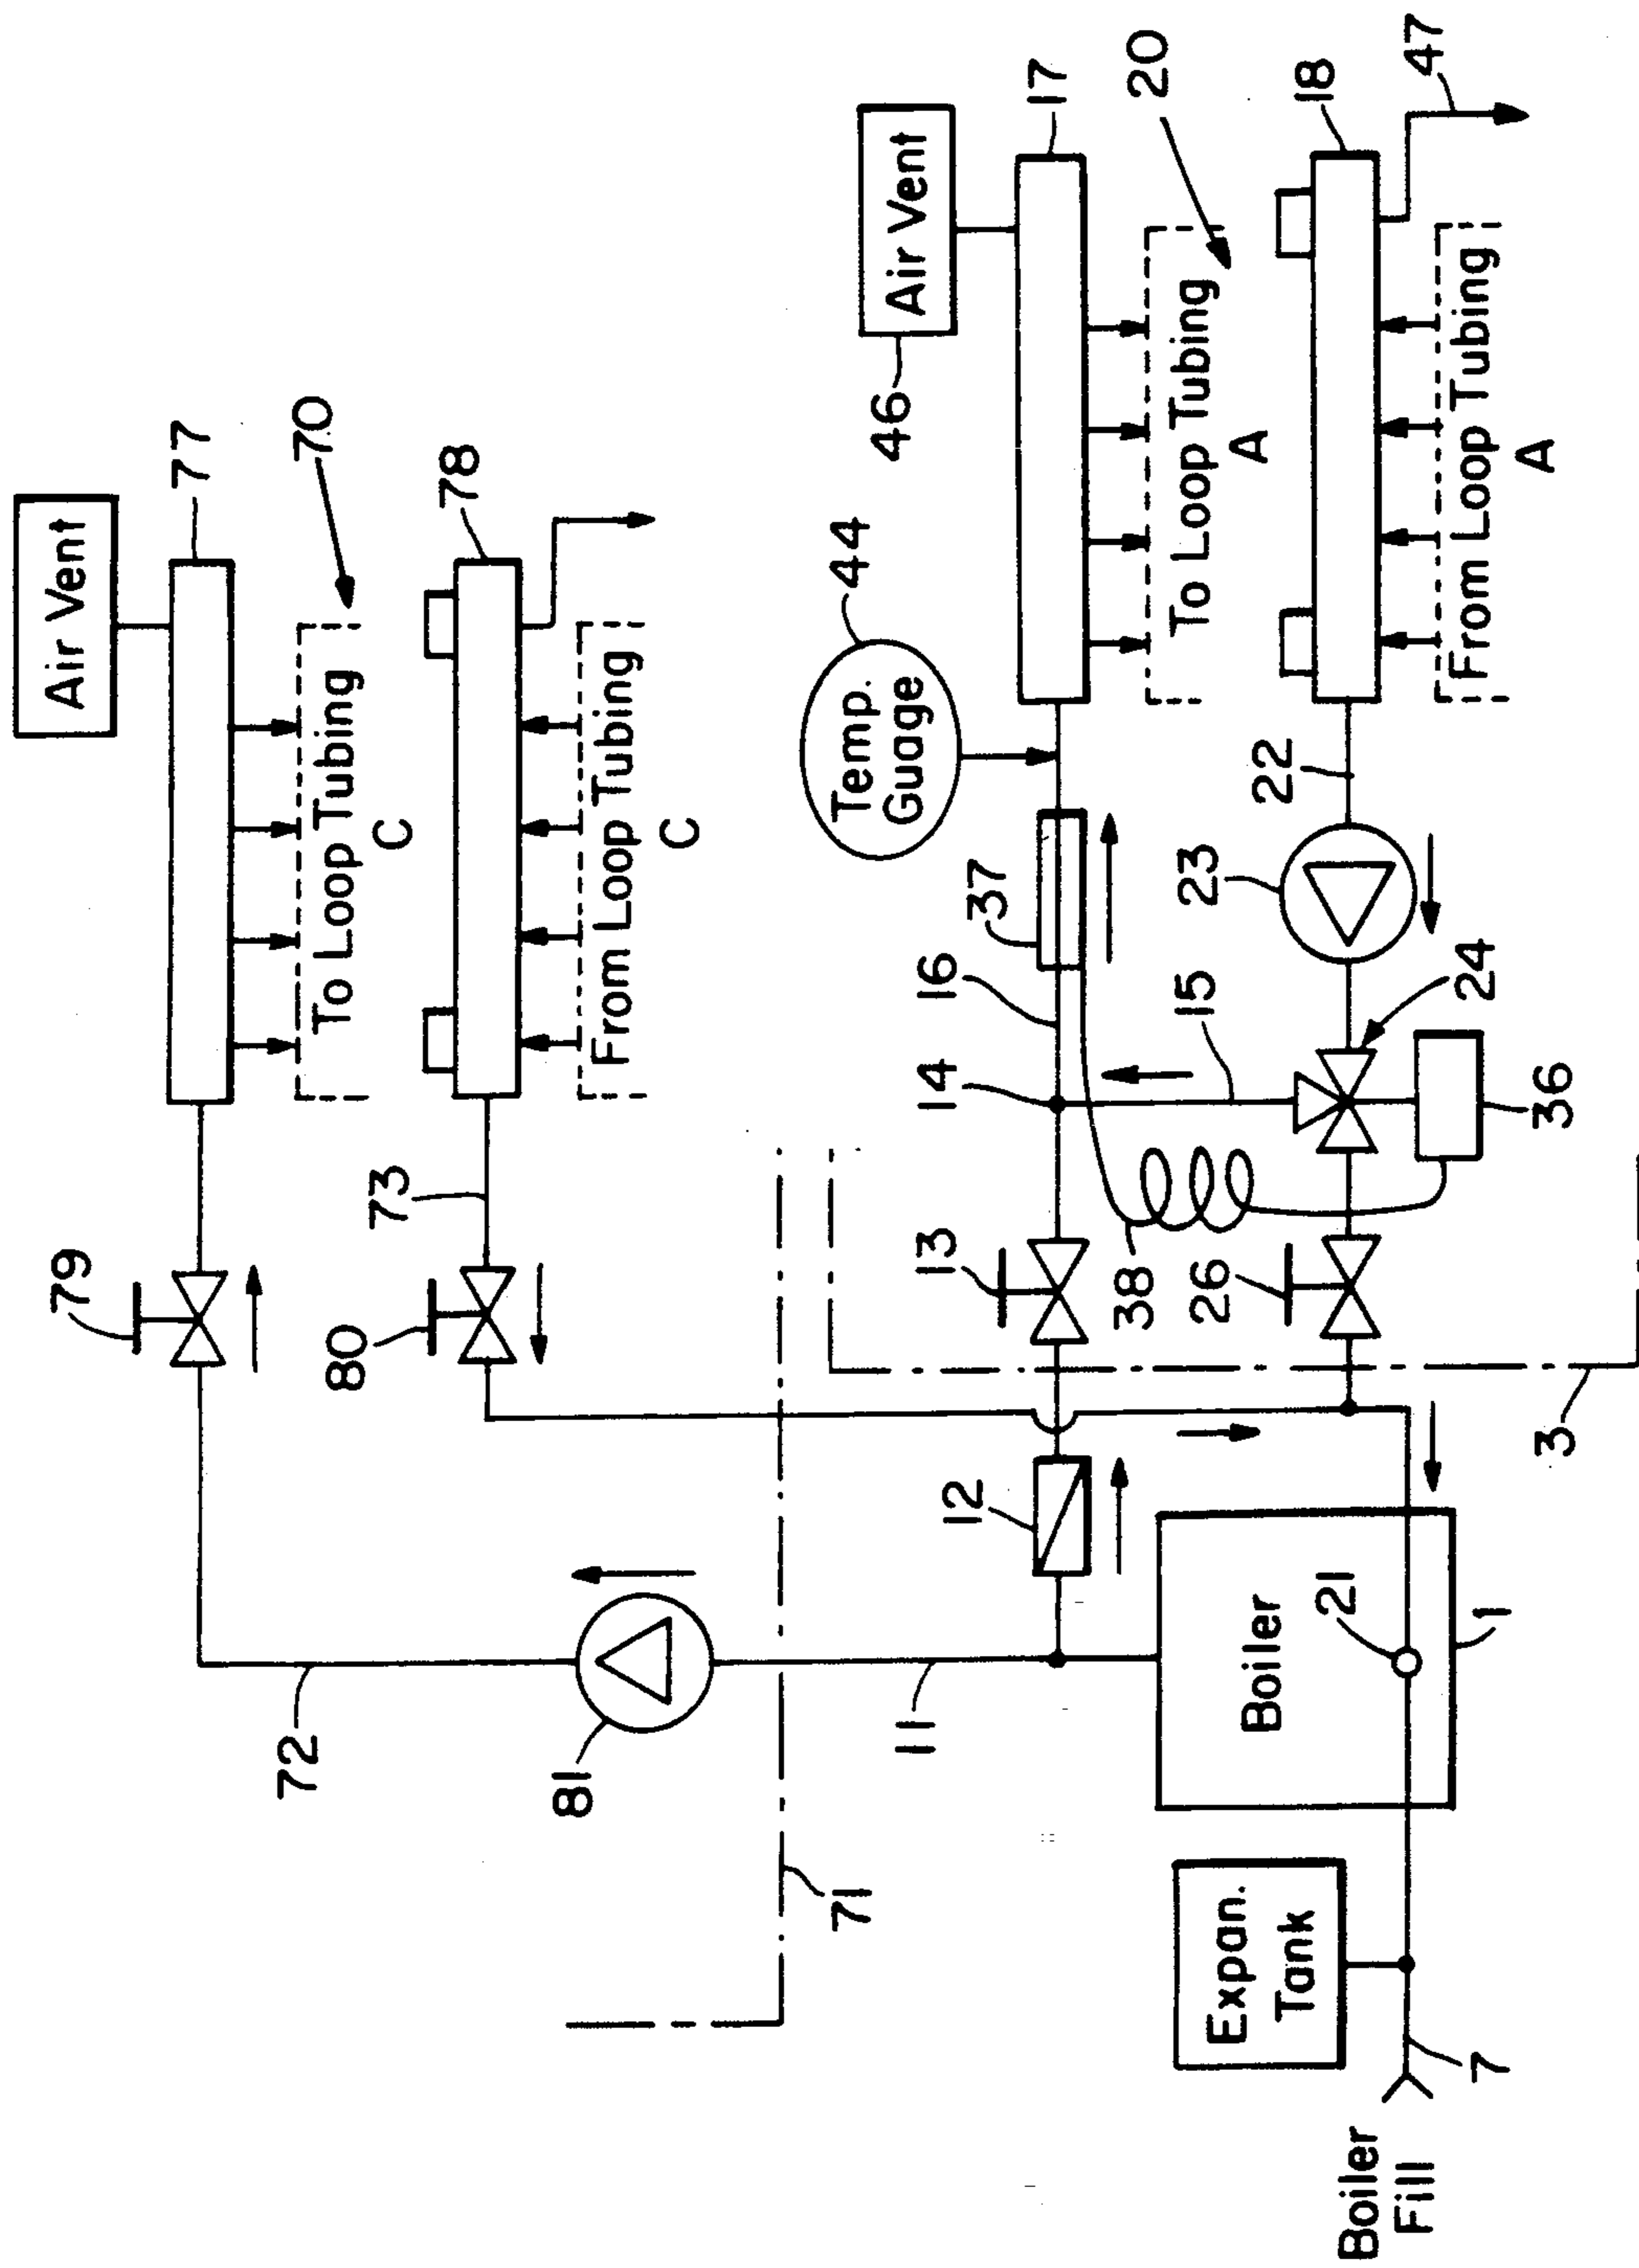 Air Vent
77
70
To Loop Tubing
C
78
From Loop Tubing
C
79
80
73
72
81
71
11
Air Vent
46
17
20
To Loop Tubing
A
44
Temp.
Guage
37
16
14
13
12
18
47
From Loop Tubing
A
22
23
24
15
36
38
26
3
Boiler
21
1
Expan.
Tank
7
Boiler
Fill